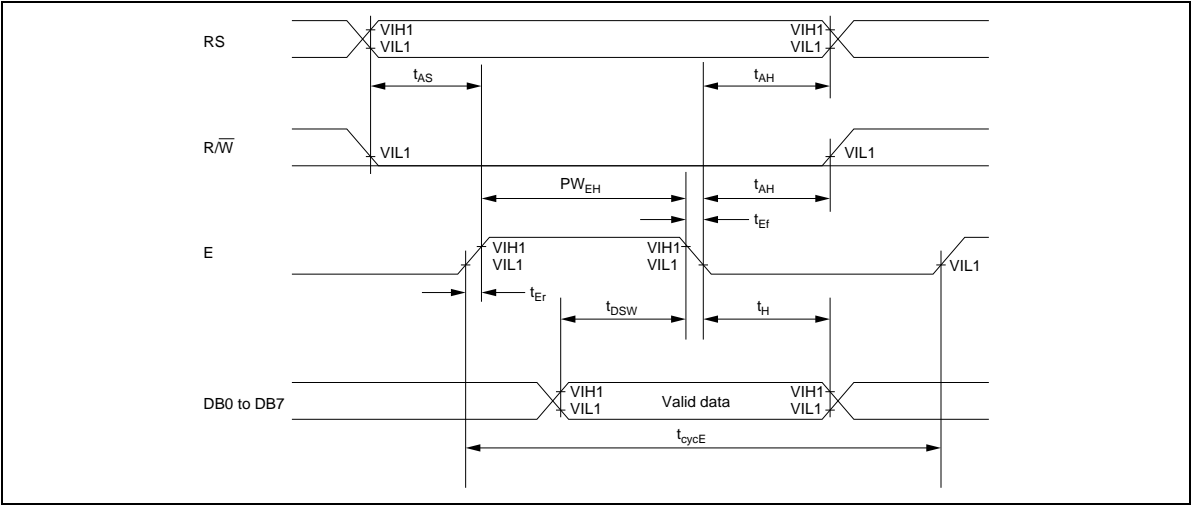 RS
VIH1
VIL1
VIH1
VIL1
tAS
tAH
R/W̅
VIL1
VIL1
PWEH
tAH
tEf
E
VIH1
VIL1
VIH1
VIL1
VIL1
tEr
tDSW
tH
DB0 to DB7
VIH1
VIL1
Valid data
VIH1
VIL1
tcycE